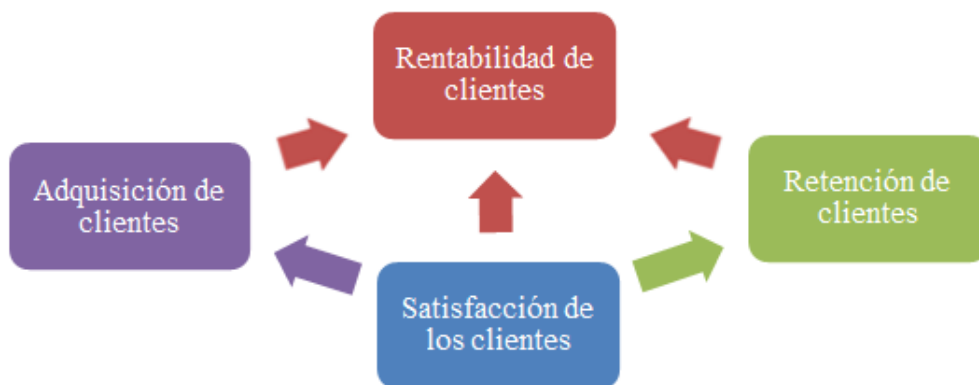 Rentabilidad de
clientes
Adquisición de
clientes
Retención de
clientes
Satisfacción de
los clientes